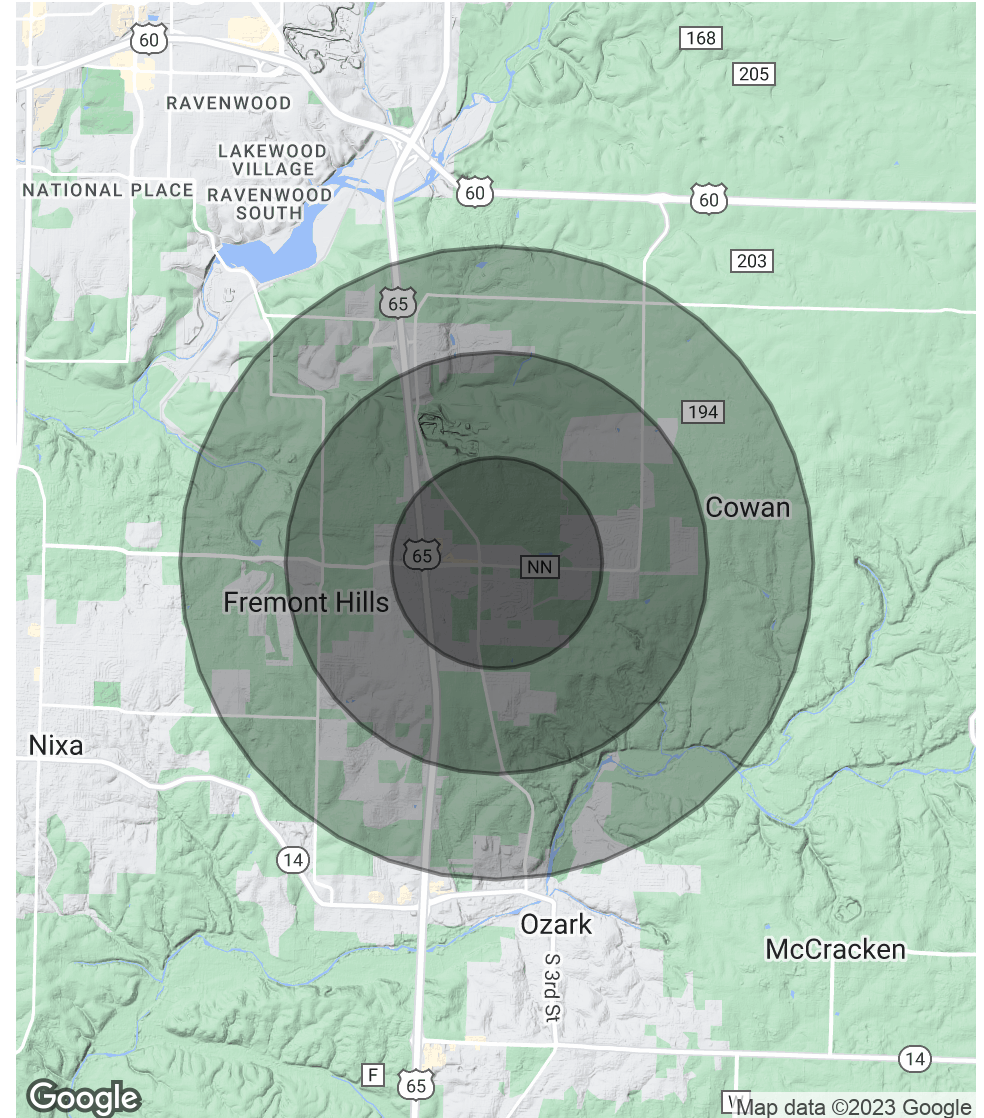 60
168
205
RAVENWOOD
LAKEWOOD
VILLAGE
NATIONAL PLACE
RAVENWOOD
SOUTH
60
60
203
65
194
Cowan
65
NN
Fremont Hills
Nixa
14
Ozark
McCracken
S 3rd St
14
F
65
Google
Map data ©2023 Google